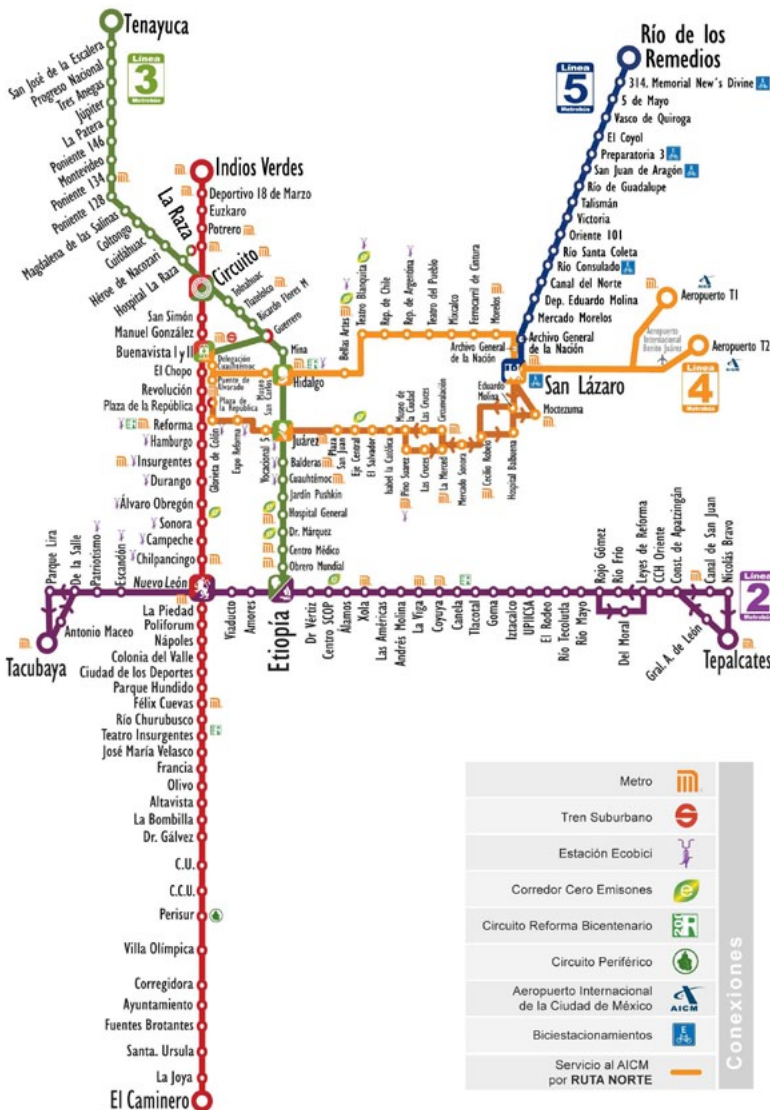 Tenayuca
San José de la Escalera
Progreso Nacional
Tres Anegas
Júpiter
La Patera
Poniente 146
Montevideo
Poniente 134
Poniente 128
Magdalena de las Salinas
Coltongo
Cuitláhuac
Héroe de Nacozari
Hospital La Raza
La Raza
Circuito
Tolnahuac
Tlatelolco
Ricardo Flores M
Guerrero
Mina
Hidalgo
Juárez
Balderas
Cuauhtémoc
Jardín Pushkin
Hospital General
Dr. Márquez
Centro Médico
Obrero Mundial
Etiopía
Línea
3
Metrobús
Indios Verdes
Deportivo 18 de Marzo
Euzkaro
Potrero
San Simón
Manuel González
Buenavista I y II
El Chopo
Revolución
Plaza de la República
Reforma
Hamburgo
Insurgentes
Durango
Álvaro Obregón
Sonora
Campeche
Chilpancingo
Nuevo León
La Piedad
Poliforum
Nápoles
Colonia del Valle
Ciudad de los Deportes
Parque Hundido
Félix Cuevas
Río Churubusco
Teatro Insurgentes
José María Velasco
Francia
Olivo
Altavista
La Bombilla
Dr. Gálvez
C.U.
C.C.U.
Perisur
Villa Olímpica
Corregidora
Ayuntamiento
Fuentes Brotantes
Santa. Ursula
La Joya
El Caminero
Río de los
Remedios
Línea
5
Metrobús
314. Memorial New's Divine
5 de Mayo
Vasco de Quiroga
El Coyol
Preparatoria 3
San Juan de Aragón
Río de Guadalupe
Talismán
Victoria
Oriente 101
Río Santa Coleta
Río Consulado
Canal del Norte
Dep. Eduardo Molina
Mercado Morelos
Archivo General
de la Nación
San Lázaro
Aeropuerto T1
Aeropuerto
Internacional
Benito Juárez
Aeropuerto T2
Línea
4
Metrobús
Delegación
Cuauhtémoc
Puente de
Alvarado
Plaza de la
República
Museo
San Carlos
Bellas Artes
Teatro Blanquita
Rep. de Chile
Rep. de Argentina
Teatro del Pueblo
Mixcalco
Ferrocarril de Cintura
Morelos
Archivo General
de la Nación
Glorieta de Colón
Expo Reforma
Vocacional 5
Plaza
San Juan
Eje Central
El Salvador
Isabel la Católica
Museo de
la Ciudad
Pino Suarez
Las Cruces
Las Cruces
Circunvalación
La Merced
Mercado Sonora
Cecilio Robelo
Hospital Balbuena
Eduardo
Molina
Moctezuma
Tacubaya
Parque Lira
Antonio Maceo
De la Salle
Patriotismo
Escandón
Viaducto
Amores
Dr Vértiz
Centro SCOP
Álamos
Xola
Las Américas
Andrés Molina
La Viga
Coyuya
Canela
Tlacotal
Goma
Iztacalco
UPIICSA
El Rodeo
Río Tecolutla
Río Mayo
Rojo Gómez
Río Frío
Del Moral
Leyes de Reforma
CCH Oriente
Const. de Apatzingán
Canal de San Juan
Nicolás Bravo
Gral. A. de León
Tepalcates
Línea
2
Metrobús
Conexiones
Metro
Tren Suburbano
Estación Ecobici
Corredor Cero Emisones
Circuito Reforma Bicentenario
Circuito Periférico
Aeropuerto Internacional
de la Ciudad de México
AICM
Biciestacionamientos
Servicio al AICM
por RUTA NORTE